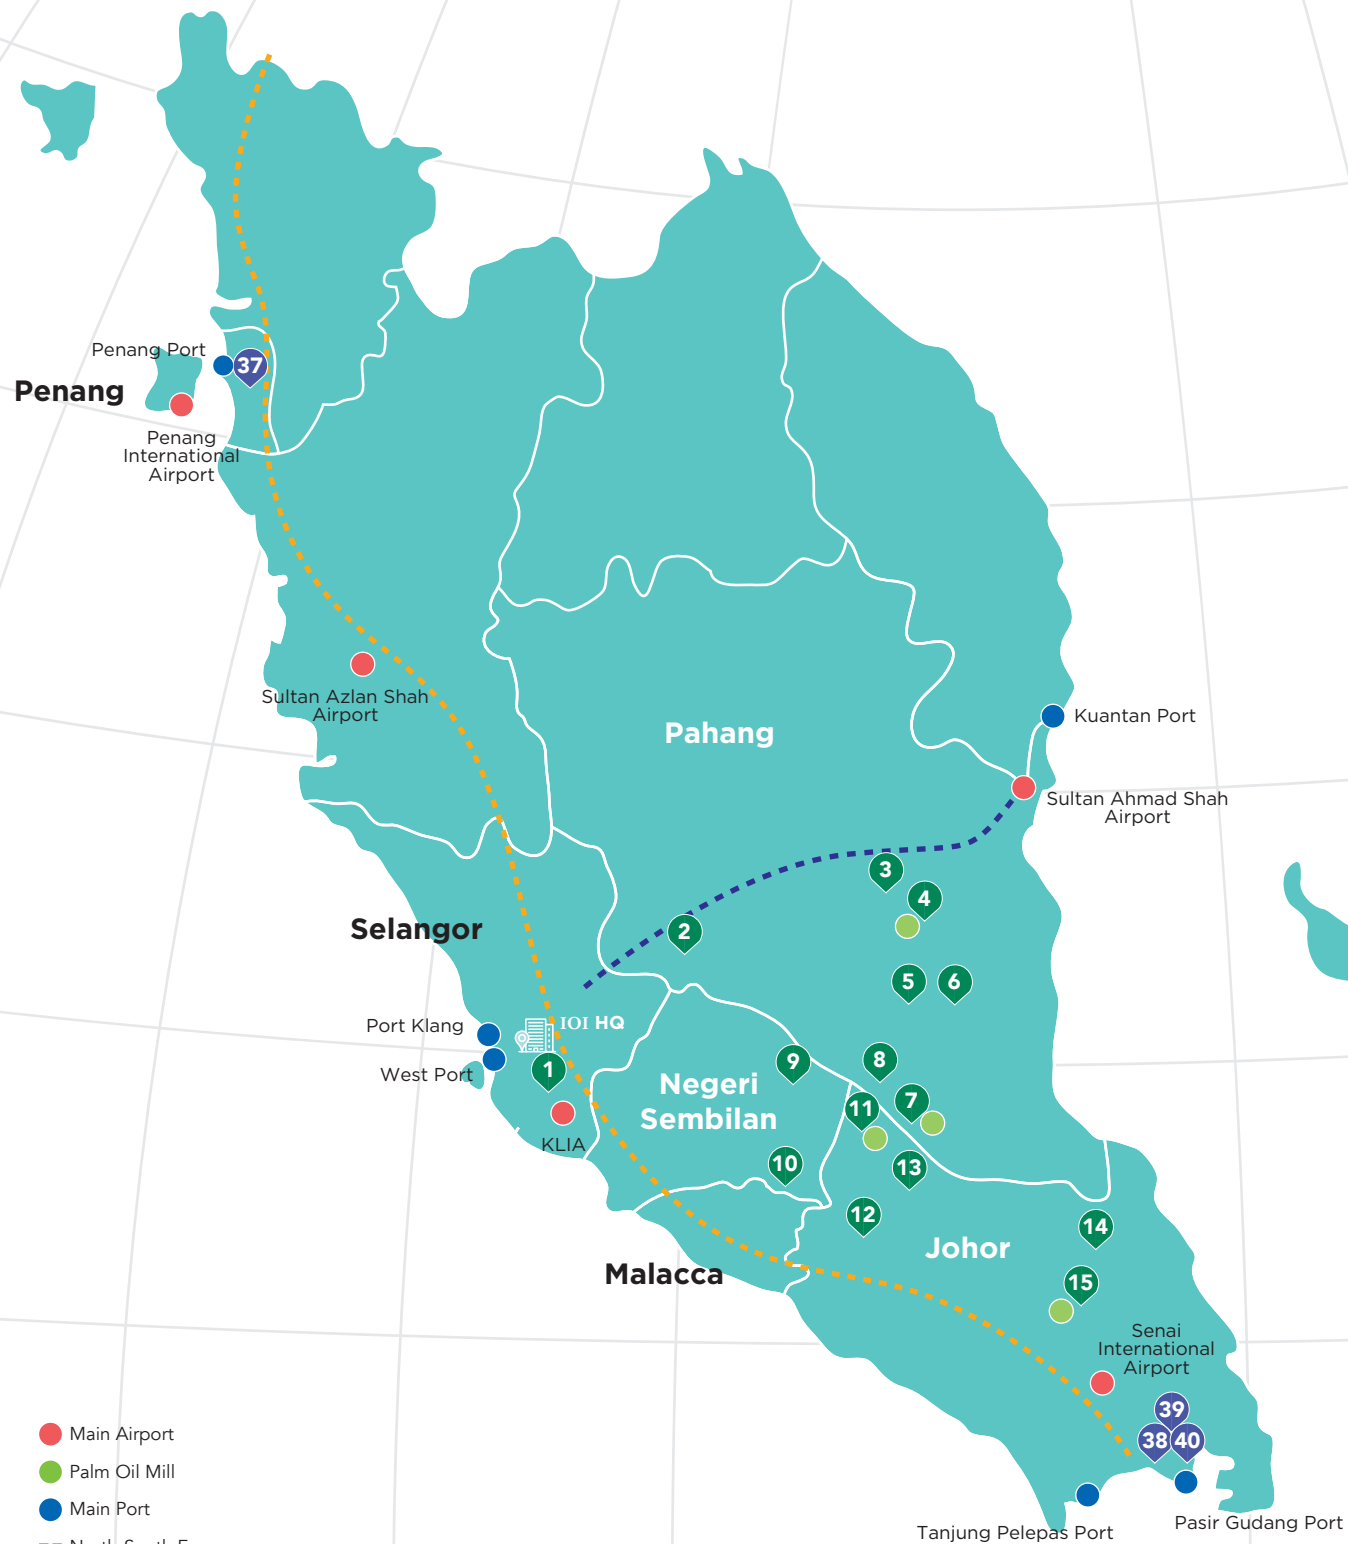 Penang Port
37
Penang
Penang
International
Airport
Sultan Azlan Shah
Airport
Pahang
Kuantan Port
Sultan Ahmad Shah
Airport
3
4
2
Selangor
5
6
Port Klang
IOI HQ
West Port
1
KLIA
Negeri
Sembilan
9
8
11
7
10
13
12
14
Johor
Malacca
15
Senai
International
Airport
39
38
40
Tanjung Pelepas Port
Pasir Gudang Port
Main Airport
Palm Oil Mill
Main Port